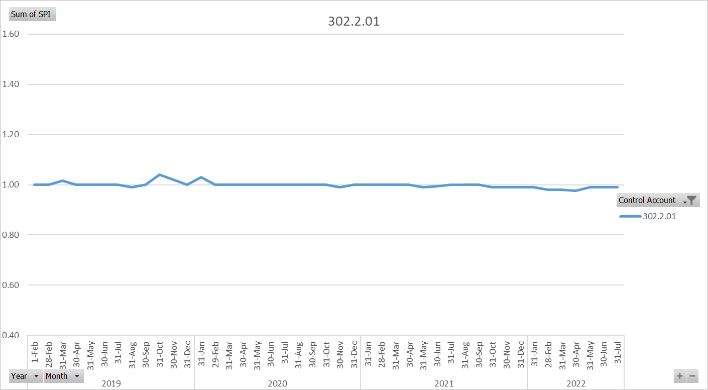 Sum of SPI
302.2.01
1.60
1.40
1.20
1.00
0.80
0.60
0.40
Control Account
302.2.01
1-Feb
28-Feb
31-Mar
30-Apr
31-May
30-Jun
31-Jul
31-Aug
30-Sep
31-Oct
30-Nov
31-Dec
31-Jan
29-Feb
31-Mar
30-Apr
31-May
30-Jun
31-Jul
31-Aug
30-Sep
31-Oct
30-Nov
31-Dec
31-Jan
28-Feb
31-Mar
30-Apr
31-May
30-Jun
31-Jul
31-Aug
30-Sep
31-Oct
30-Nov
31-Dec
31-Jan
28-Feb
31-Mar
30-Apr
31-May
30-Jun
31-Jul
2019
2020
2021
2022
Year
Month